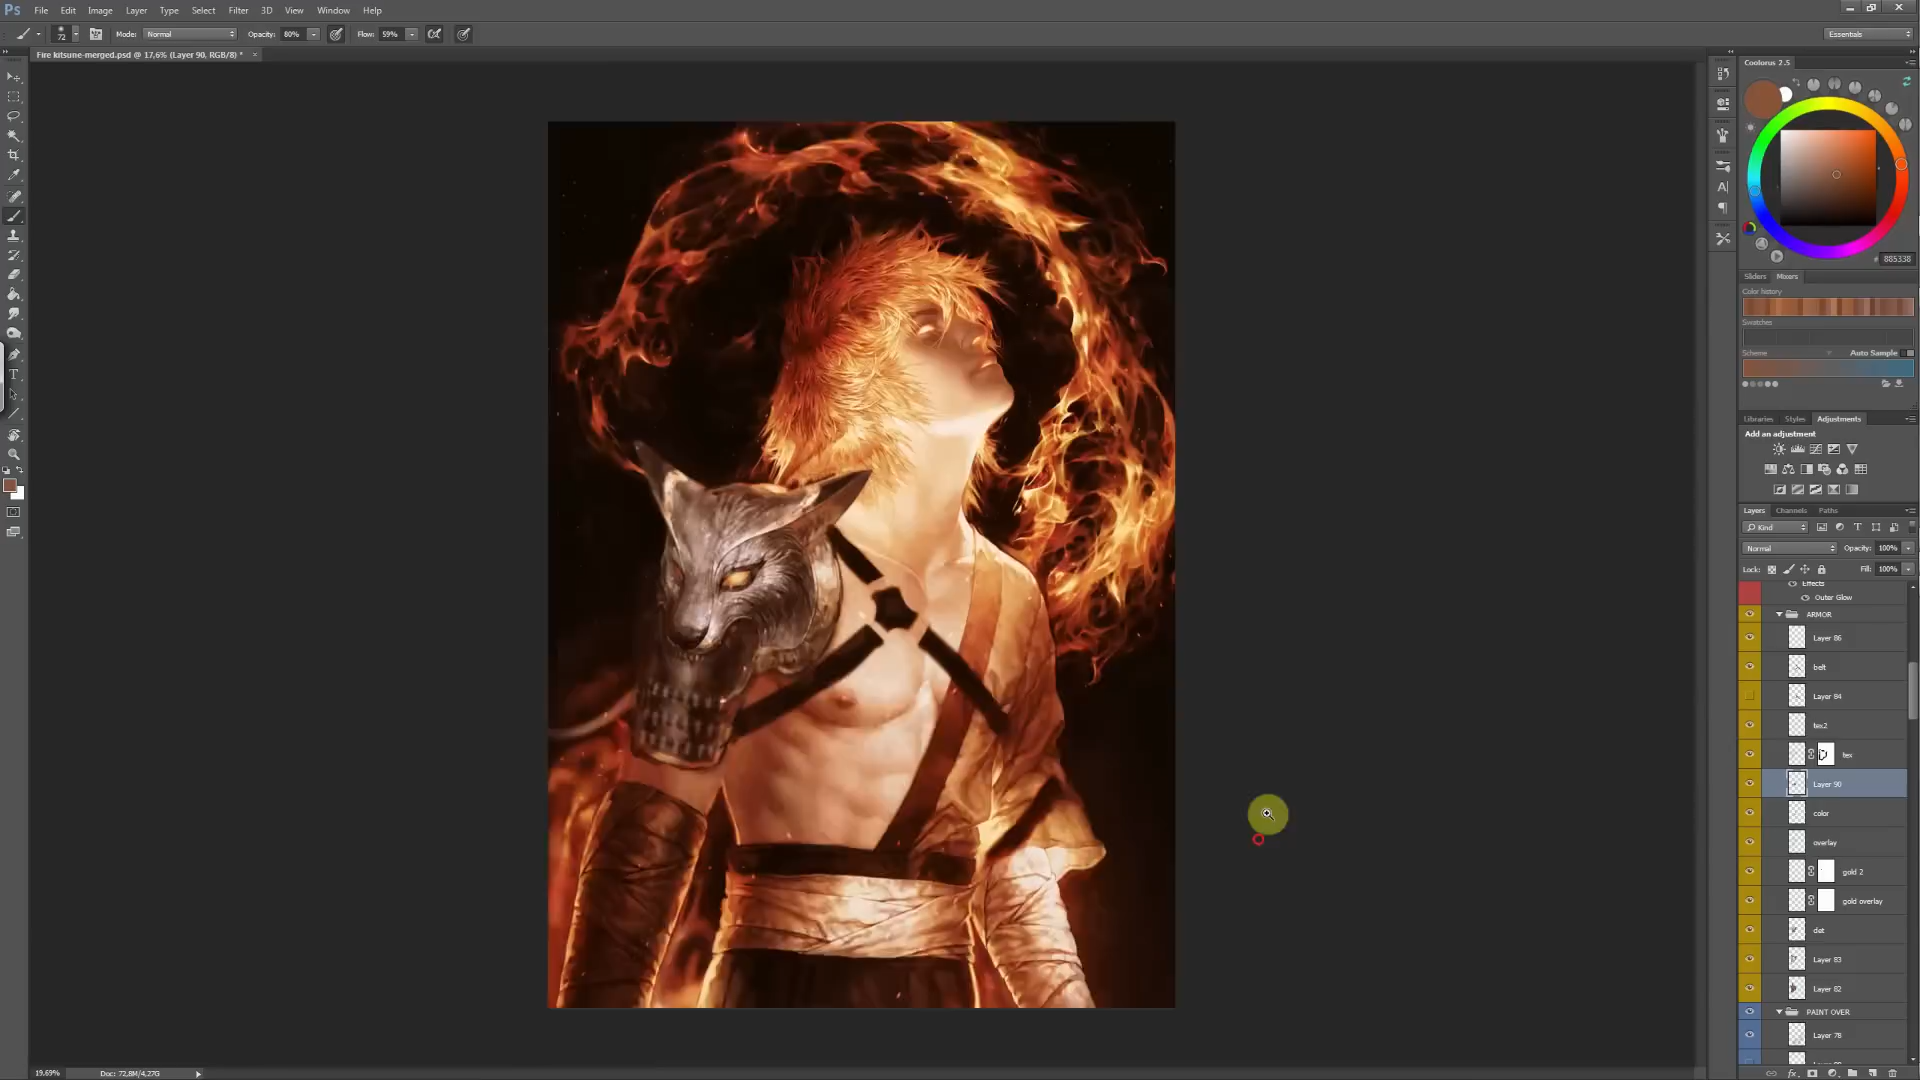 Ps File Edit Image Layer Type Select Filter 3D View Window Help
72 Mode: Normal Opacity: 80% Flow: 59% Essentials
Fire kitsune-merged.psd @ 17,6% (Layer 90, RGB/8) *
Coolorus 2.5
885338
Sliders Mixers
Color history
Swatches
Scheme Auto Sample
Libraries Styles Adjustments
Add an adjustment
Layers Channels Paths
Kind
Normal Opacity: 100%
Lock: Fill: 100%
Effects
Outer Glow
ARMOR
Layer 86
belt
Layer 84
tex2
tex
Layer 90
color
overlay
gold 2
gold overlay
det
Layer 83
Layer 82
PAINT OVER
Layer 78
19.69% Doc: 72,8M/4,27G